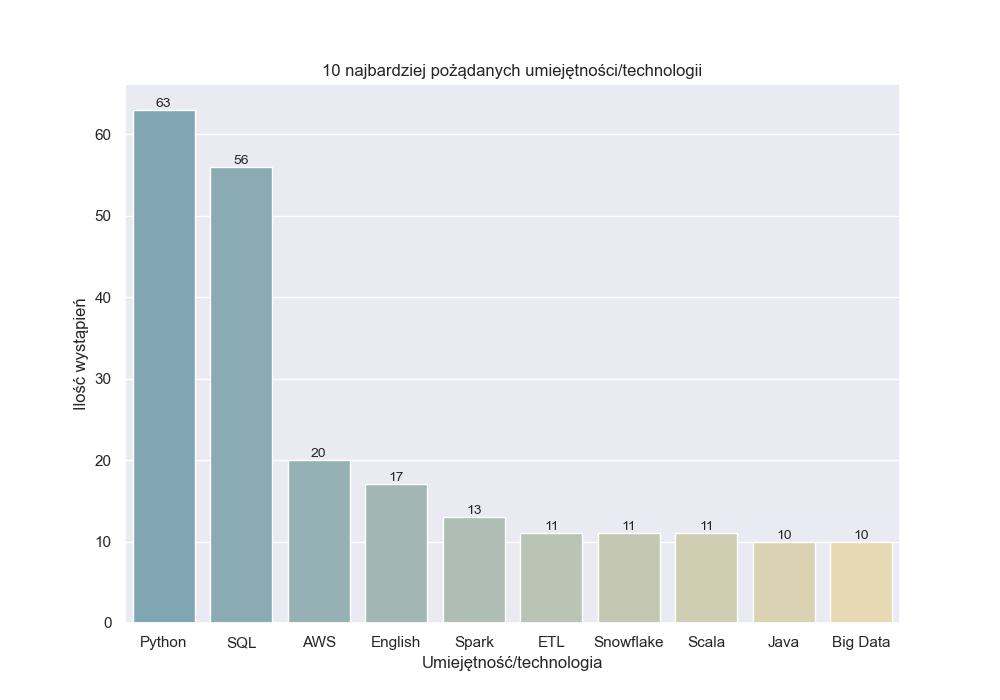 10 najbardziej pożądanych umiejętności/technologii
63
56
20
17
13
11
11
11
10
10
60
50
40
30
20
10
0
Ilość wystąpień
Python
SQL
AWS
English
Spark
ETL
Snowflake
Scala
Java
Big Data
Umiejętność/technologia